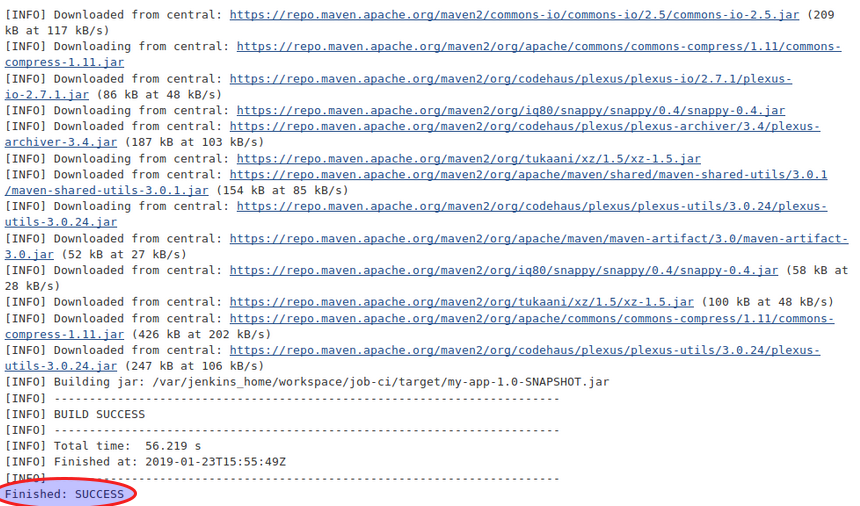 [INFO] Downloaded from central: https://repo.maven.apache.org/maven2/commons-io/commons-io/2.5/commons-io-2.5.jar (209
kB at 117 kB/s)
[INFO] Downloading from central: https://repo.maven.apache.org/maven2/org/apache/commons/commons-compress/1.11/commons-
compress-1.11.jar
[INFO] Downloaded from central: https://repo.maven.apache.org/maven2/org/codehaus/plexus/plexus-io/2.7.1/plexus-
io-2.7.1.jar (86 kB at 48 kB/s)
[INFO] Downloading from central: https://repo.maven.apache.org/maven2/org/iq80/snappy/snappy/0.4/snappy-0.4.jar
[INFO] Downloaded from central: https://repo.maven.apache.org/maven2/org/codehaus/plexus/plexus-archiver/3.4/plexus-
archiver-3.4.jar (187 kB at 103 kB/s)
[INFO] Downloading from central: https://repo.maven.apache.org/maven2/org/tukaani/xz/1.5/xz-1.5.jar
[INFO] Downloaded from central: https://repo.maven.apache.org/maven2/org/apache/maven/shared/maven-shared-utils/3.0.1
/maven-shared-utils-3.0.1.jar (154 kB at 85 kB/s)
[INFO] Downloading from central: https://repo.maven.apache.org/maven2/org/codehaus/plexus/plexus-utils/3.0.24/plexus-
utils-3.0.24.jar
[INFO] Downloaded from central: https://repo.maven.apache.org/maven2/org/apache/maven/maven-artifact/3.0/maven-artifact-
3.0.jar (52 kB at 27 kB/s)
[INFO] Downloaded from central: https://repo.maven.apache.org/maven2/org/iq80/snappy/snappy/0.4/snappy-0.4.jar (58 kB at
28 kB/s)
[INFO] Downloaded from central: https://repo.maven.apache.org/maven2/org/tukaani/xz/1.5/xz-1.5.jar (100 kB at 48 kB/s)
[INFO] Downloaded from central: https://repo.maven.apache.org/maven2/org/apache/commons/commons-compress/1.11/commons-
compress-1.11.jar (426 kB at 202 kB/s)
[INFO] Downloaded from central: https://repo.maven.apache.org/maven2/org/codehaus/plexus/plexus-utils/3.0.24/plexus-
utils-3.0.24.jar (247 kB at 106 kB/s)
[INFO] Building jar: /var/jenkins_home/workspace/job-ci/target/my-app-1.0-SNAPSHOT.jar
[INFO] ------------------------------------------------------------------------
[INFO] BUILD SUCCESS
[INFO] ------------------------------------------------------------------------
[INFO] Total time:  56.219 s
[INFO] Finished at: 2019-01-23T15:55:49Z
[INFO] ------------------------------------------------------------------------
Finished: SUCCESS